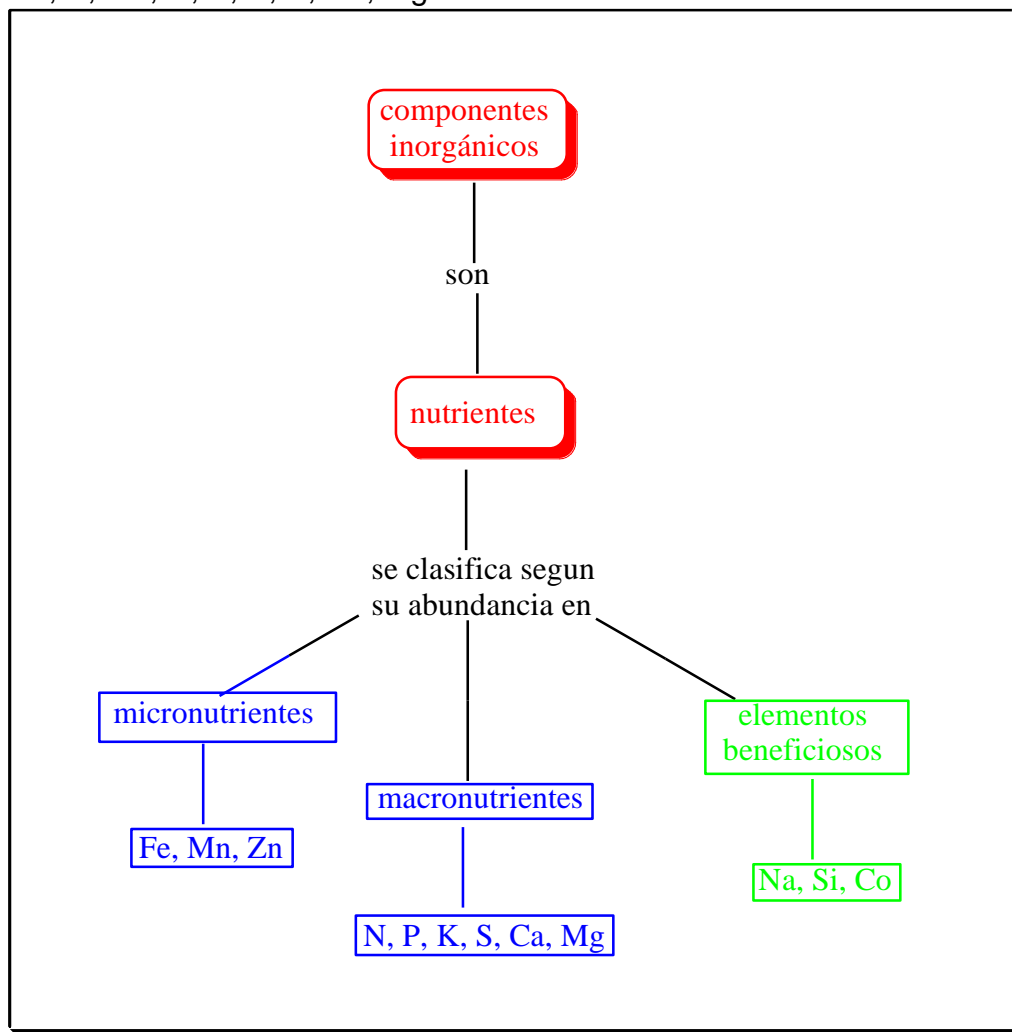 componentes
inorgánicos
son
nutrientes
se clasifica segun
su abundancia en
micronutrientes
elementos
beneficiosos
macronutrientes
Fe, Mn, Zn
Na, Si, Co
N, P, K, S, Ca, Mg